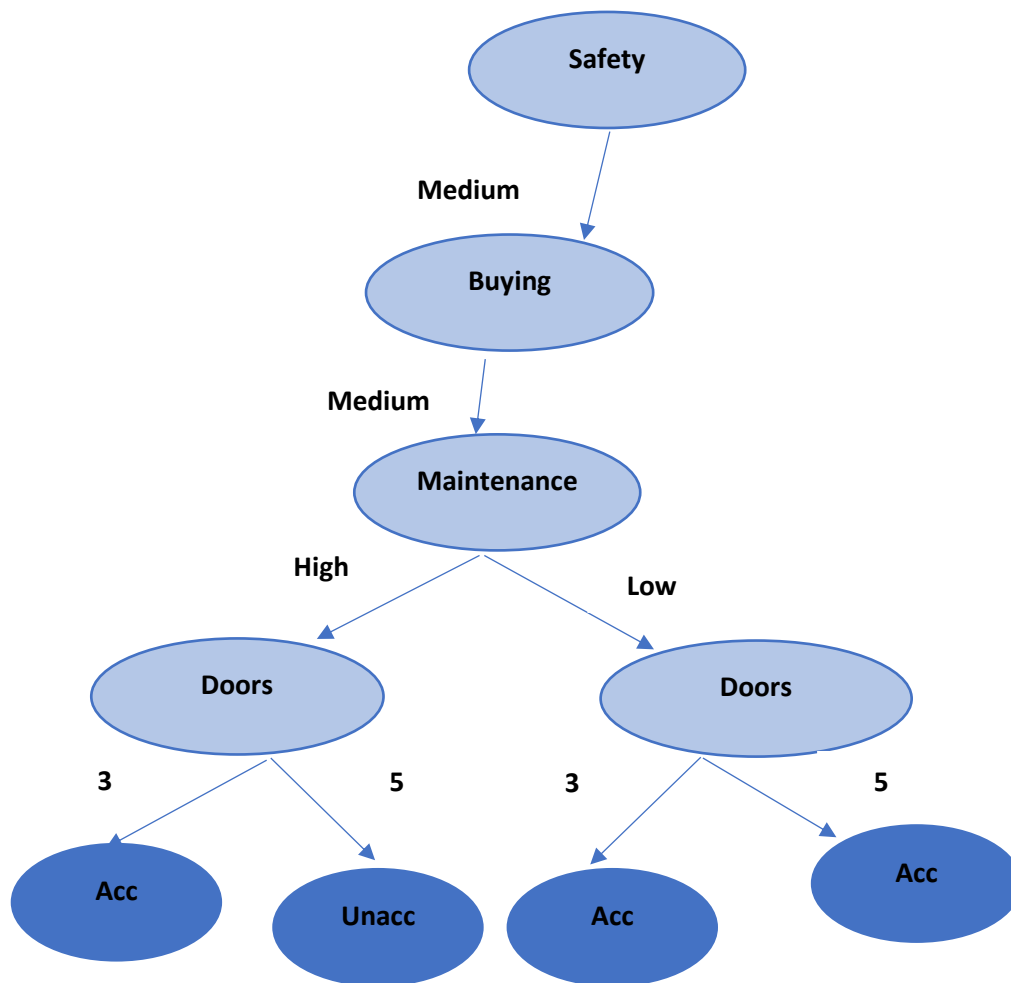 Safety
Medium
Buying
Medium
Maintenance
High
Low
Doors
Doors
3
5
3
5
Acc
Unacc
Acc
Acc